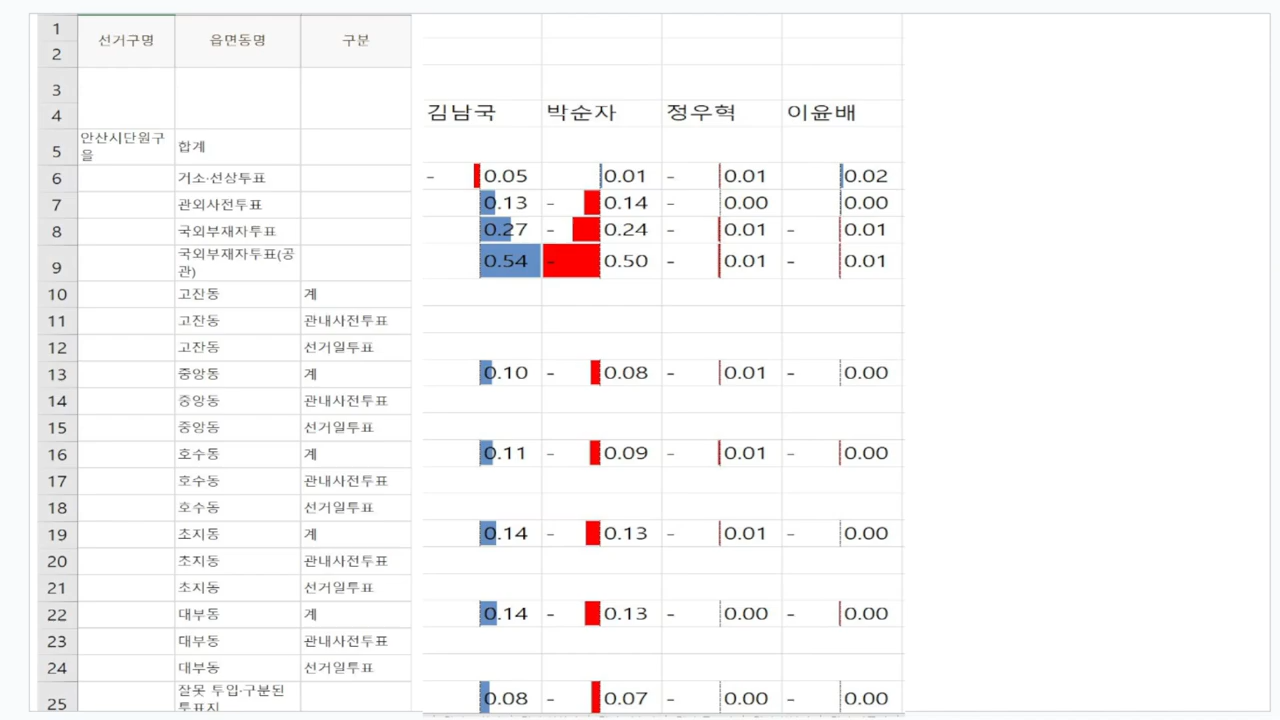 1 선거구명 읍면동명 구분
2
3
4 김남국 박순자 정우혁 이윤배
안산시단원구
5 을 합계
6 거소·선상투표 - 0.05 0.01 - 0.01 0.02
7 관외사전투표 0.13 - 0.14 - 0.00 0.00
8 국외부재자투표 0.27 - 0.24 - 0.01 - 0.01
국외부재자투표(공
9 관) 0.54 - 0.50 - 0.01 - 0.01
10 고잔동 계
11 고잔동 관내사전투표
12 고잔동 선거일투표
13 중앙동 계 0.10 - 0.08 - 0.01 - 0.00
14 중앙동 관내사전투표
15 중앙동 선거일투표
16 호수동 계 0.11 - 0.09 - 0.01 - 0.00
17 호수동 관내사전투표
18 호수동 선거일투표
19 초지동 계 0.14 - 0.13 - 0.01 - 0.00
20 초지동 관내사전투표
21 초지동 선거일투표
22 대부동 계 0.14 - 0.13 - 0.00 - 0.00
23 대부동 관내사전투표
24 대부동 선거일투표
잘못 투입·구분된
25 투표지 0.08 - 0.07 - 0.00 - 0.00